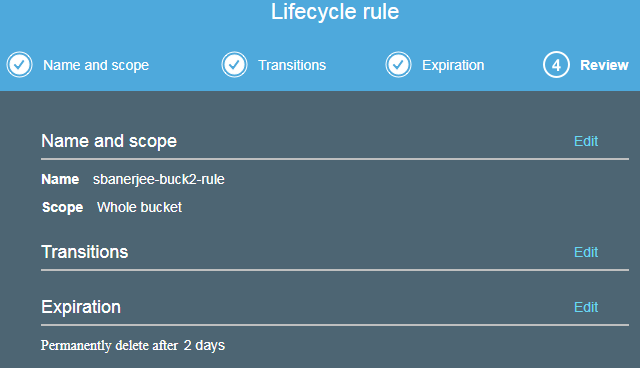 Lifecycle rule
Name and scope Transitions Expiration 4 Review
Name and scope Edit
Name sbanerjee-buck2-rule
Scope Whole bucket
Transitions Edit
Expiration Edit
Permanently delete after 2 days